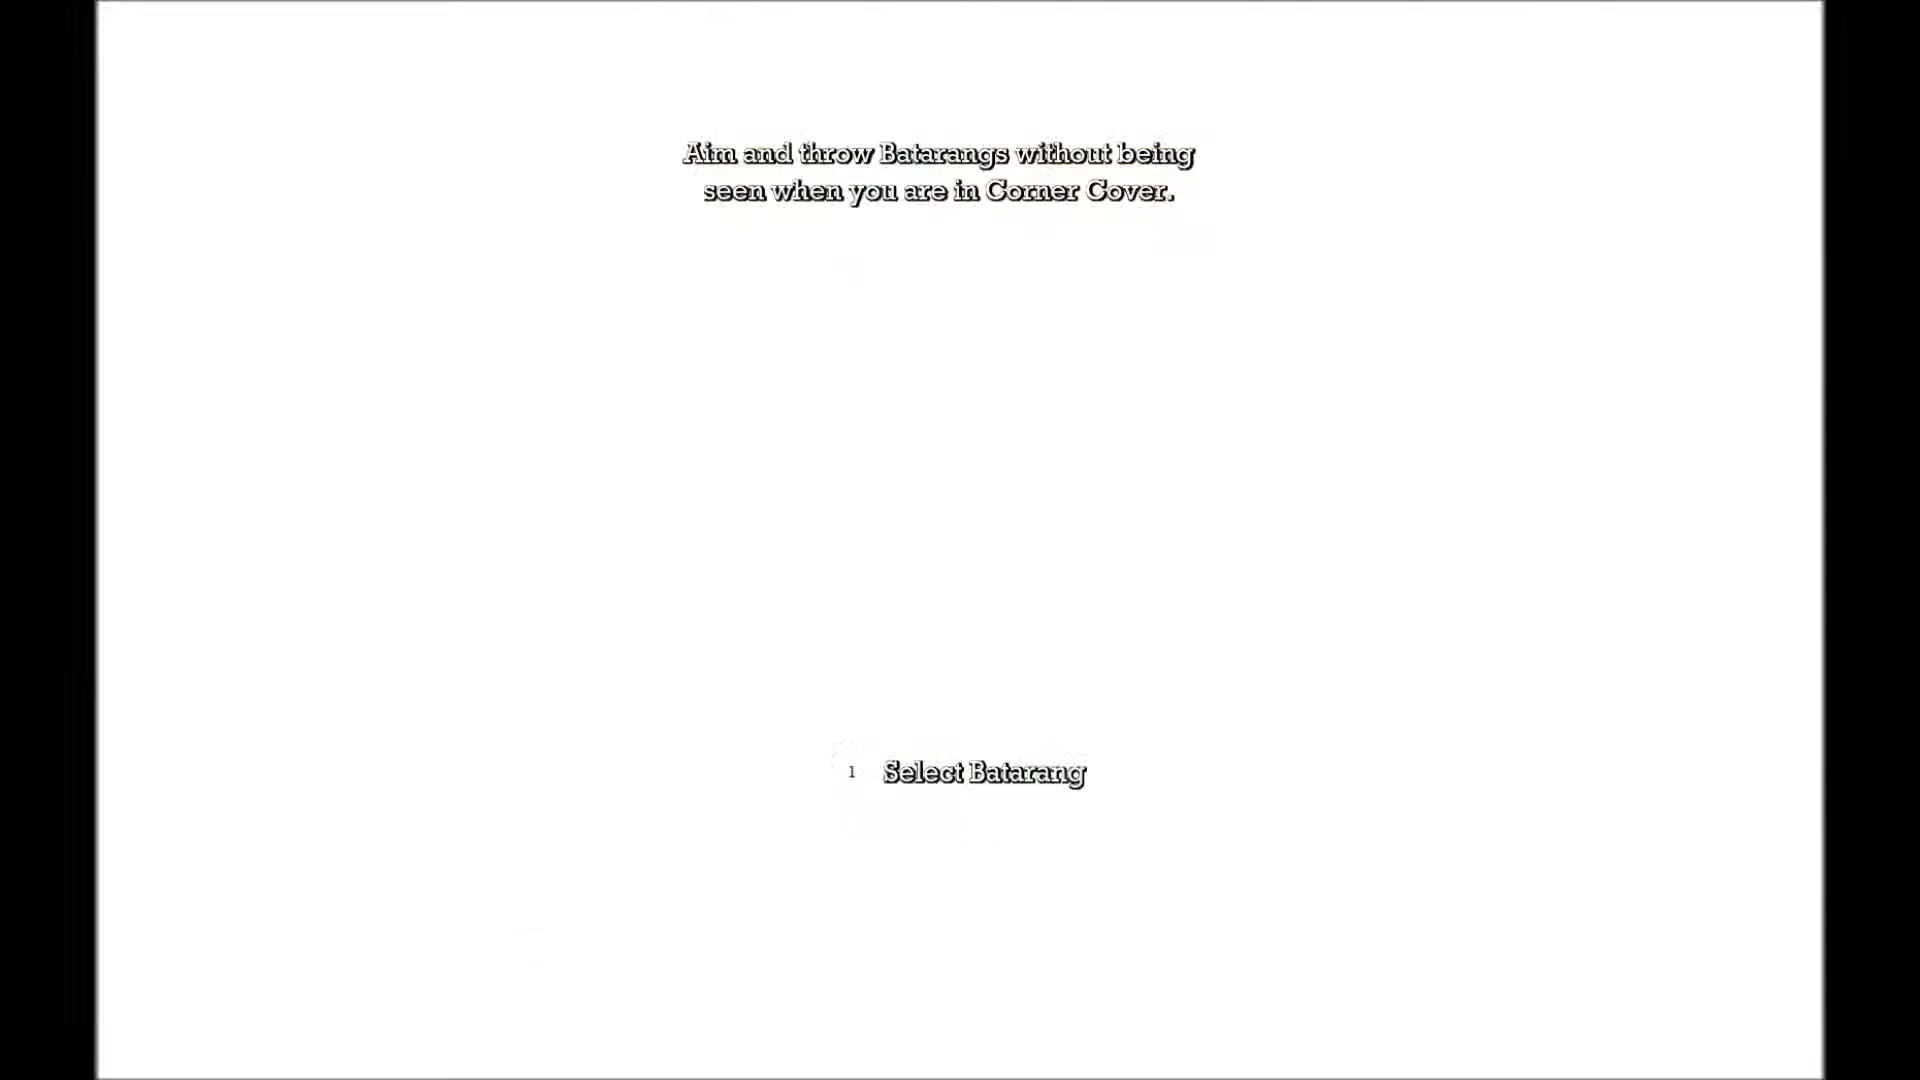 Aim and throw Batarangs without being
seen when you are in Corner Cover.
1 Select Batarang